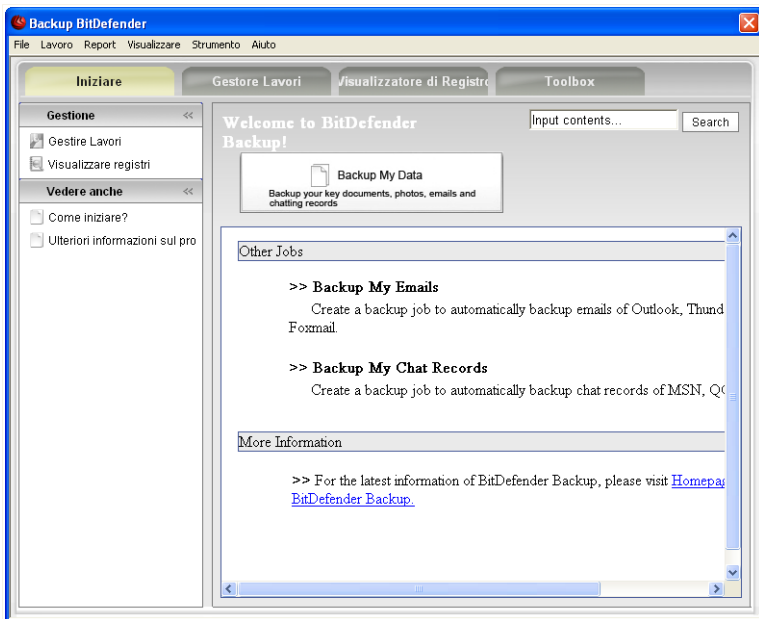 Backup BitDefender
File Lavoro Report Visualizzare Strumento Aiuto
Iniziare
Gestore Lavori
Visualizzatore di Registro
Toolbox
Gestione
Gestire Lavori
Visualizzare registri
Vedere anche
Come iniziare?
Ulteriori informazioni sul pro
Welcome to BitDefender
Backup!
Input contents...
Search
Backup My Data
Backup your key documents, photos, emails and
chatting records
Other Jobs
>> Backup My Emails
Create a backup job to automatically backup emails of Outlook, Thund
Foxmail.
>> Backup My Chat Records
Create a backup job to automatically backup chat records of MSN, QQ
More Information
>> For the latest information of BitDefender Backup, please visit Homepag
BitDefender Backup.